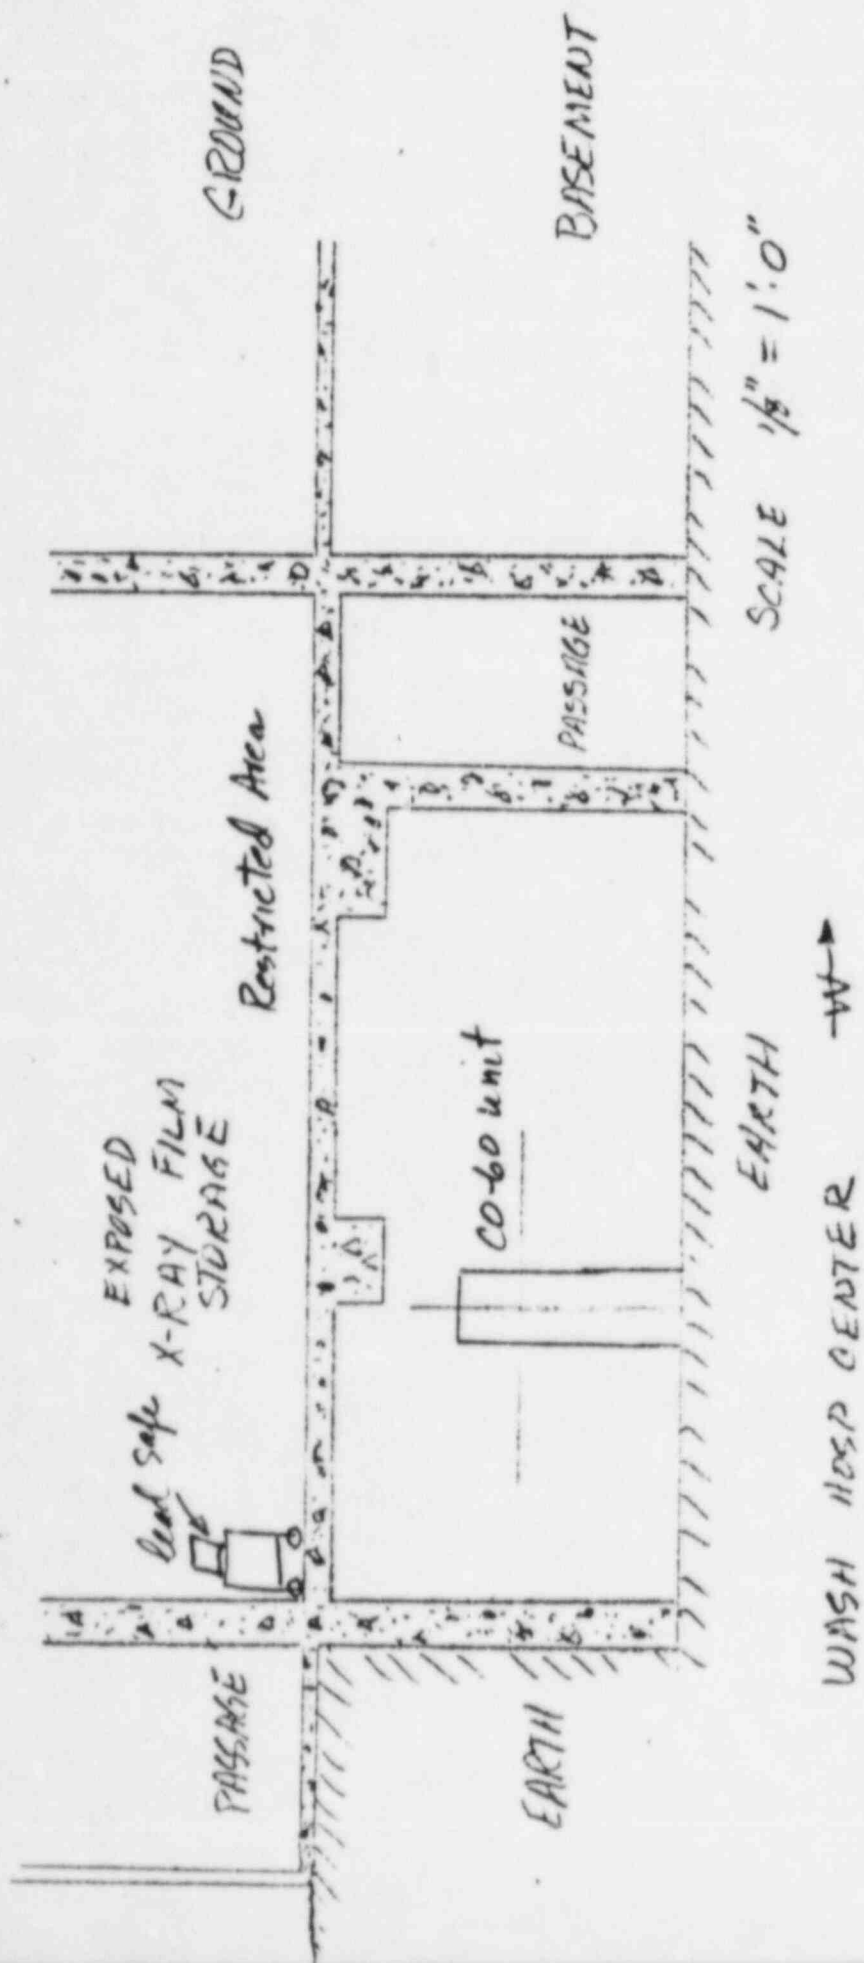 GROUND
BASEMENT
EXPOSED
X-RAY FILM
STORAGE
lead safe
Restricted Area
PASSAGE
PASSAGE
CO-60 unit
EARTH
EARTH
SCALE 1/8" = 1'.0"
W
WASH HOSP CENTER